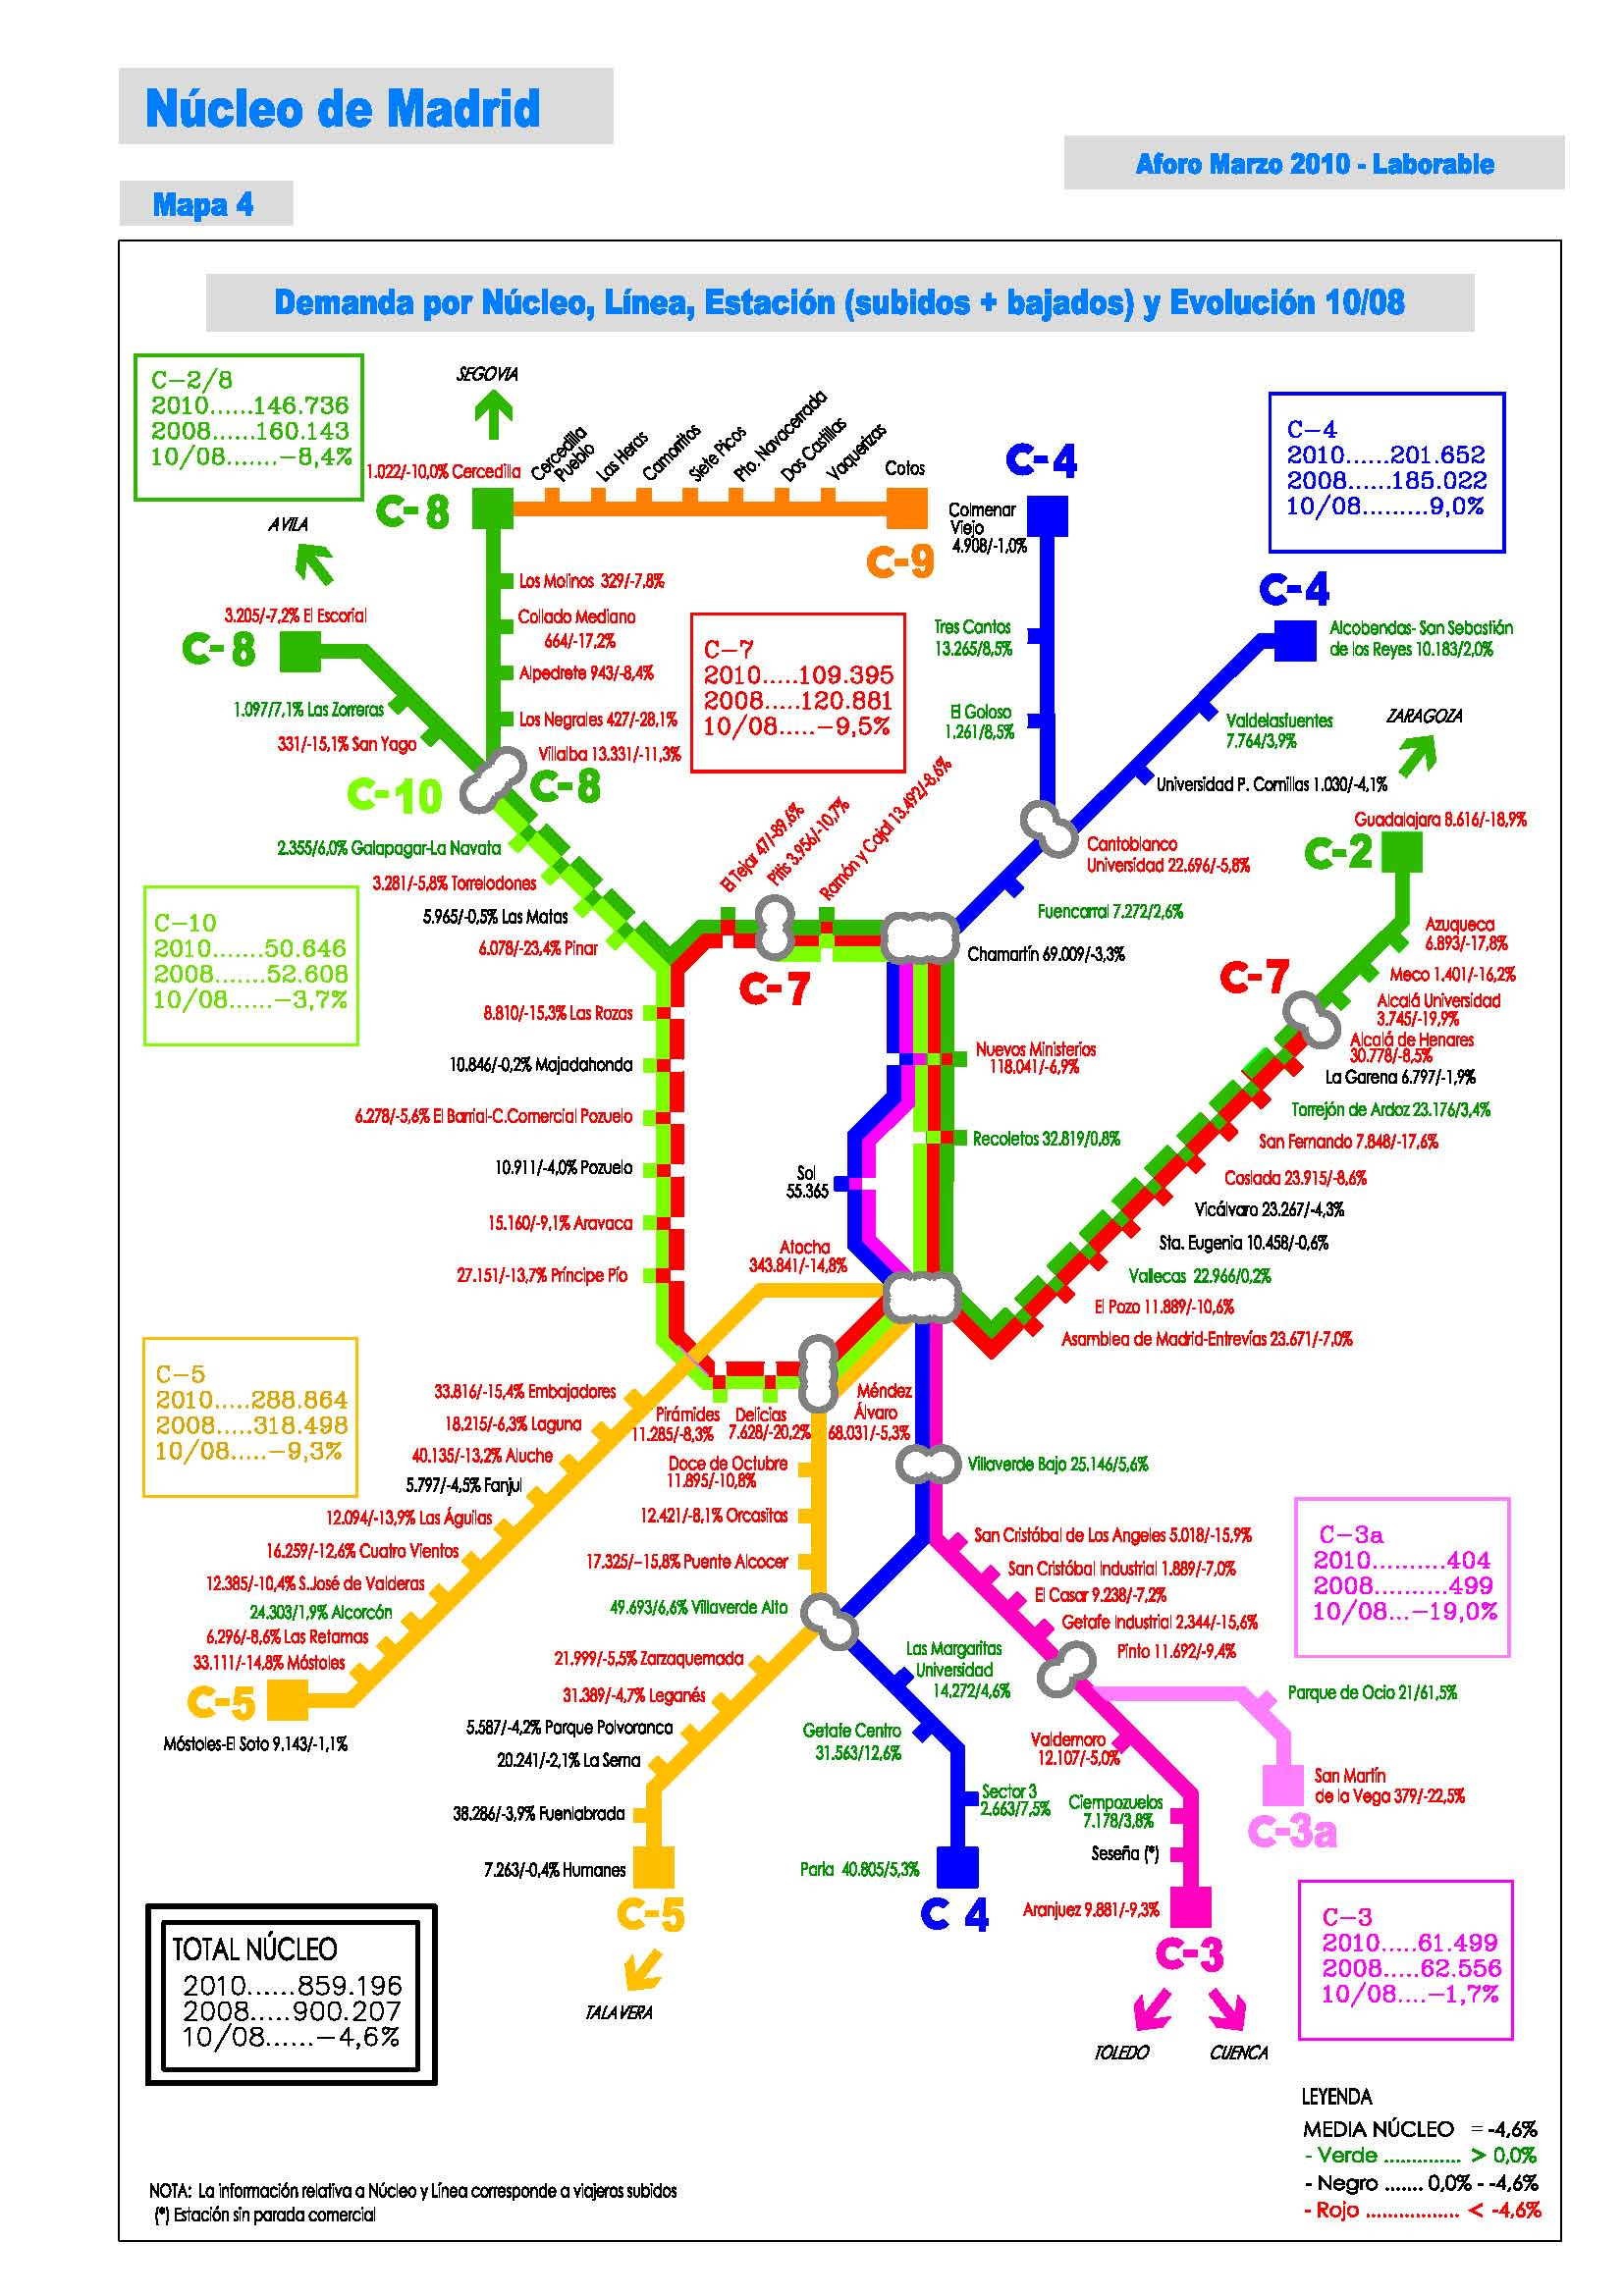 Núcleo de Madrid
Aforo Marzo 2010 - Laborable
Mapa 4
Demanda por Núcleo, Línea, Estación (subidos + bajados) y Evolución 10/08
C-2/8
2010......146.736
2008......160.143
10/08.......-8,4%
SEGOVIA
1.022/-10,0% Cercedilla
C-8
Cercedilla
Pueblo
Las Heras
Camorritos
Siete Picos
Pto. Navacerrada
Dos Castillas
Vaquerizas
Cotos
C-9
C-4
Colmenar
Viejo
4.908/-1,0%
C-4
2010......201.652
2008......185.022
10/08.........9,0%
AVILA
3.205/-7,2% El Escorial
C-8
Los Molinos 329/-7,8%
Collado Mediano
664/-17,2%
Alpedrete 943/-8,4%
Los Negrales 427/-28,1%
Villalba 13.331/-11,3%
1.097/7,1% Las Zorreras
331/-15,1% San Yago
C-10
C-8
C-7
2010.....109.395
2008.....120.881
10/08.....-9,5%
Tres Cantos
13.265/8,5%
El Goloso
1.261/8,5%
C-4
Alcobendas- San Sebastián
de los Reyes 10.183/2,0%
Valdelasfuentes
7.764/3,9%
ZARAGOZA
Universidad P. Comillas 1.030/-4,1%
Cantoblanco
Universidad 22.696/-5,8%
Fuencarral 7.272/2,6%
Chamartín 69.009/-3,3%
2.355/6,0% Galapagar-La Navata
3.281/-5,8% Torrelodones
5.965/-0,5% Las Matas
6.078/-23,4% Pinar
El Tejar 47/-89,6%
Pitis 3.956/-10,7%
Ramón y Cajal 13.492/-8,6%
C-7
C-10
2010.......50.646
2008.......52.608
10/08......-3,7%
Guadalajara 8.616/-18,9%
C-2
Azuqueca
6.893/-17,8%
Meco 1.401/-16,2%
C-7
Alcalá Universidad
3.745/-19,9%
Alcalá de Henares
30.778/-8,5%
La Garena 6.797/-1,9%
Torrejón de Ardoz 23.176/3,4%
San Fernando 7.848/-17,6%
Coslada 23.915/-8,6%
Vicálvaro 23.267/-4,3%
Sta. Eugenia 10.458/-0,6%
Vallecas 22.966/0,2%
El Pozo 11.889/-10,6%
Asamblea de Madrid-Entrevías 23.671/-7,0%
8.810/-15,3% Las Rozas
10.846/-0,2% Majadahonda
6.278/-5,6% El Barrial-C.Comercial Pozuelo
10.911/-4,0% Pozuelo
15.160/-9,1% Aravaca
27.151/-13,7% Príncipe Pío
Nuevos Ministerios
118.041/-6,9%
Recoletos 32.819/0,8%
Sol
55.365
Atocha
343.841/-14,8%
C-5
2010.....288.864
2008.....318.498
10/08.....-9,3%
33.816/-15,4% Embajadores
18.215/-6,3% Laguna
40.135/-13,2% Aluche
5.797/-4,5% Fanjul
12.094/-13,9% Las Águilas
16.259/-12,6% Cuatro Vientos
12.385/-10,4% S.José de Valderas
24.303/1,9% Alcorcón
6.296/-8,6% Las Retamas
33.111/-14,8% Móstoles
C-5
Móstoles-El Soto 9.143/-1,1%
Pirámides
11.285/-8,3%
Delicias
7.628/-20,2%
Méndez
Álvaro
68.031/-5,3%
Doce de Octubre
11.895/-10,8%
12.421/-8,1% Orcasitas
17.325/-15,8% Puente Alcocer
49.693/6,6% Villaverde Alto
21.999/-5,5% Zarzaquemada
31.389/-4,7% Leganés
5.587/-4,2% Parque Polvoranca
20.241/-2,1% La Serna
38.286/-3,9% Fuenlabrada
7.263/-0,4% Humanes
C-5
TALAVERA
Villaverde Bajo 25.146/5,6%
San Cristóbal de Los Angeles 5.018/-15,9%
San Cristóbal Industrial 1.889/-7,0%
El Casar 9.238/-7,2%
Getafe Industrial 2.344/-15,6%
Pinto 11.692/-9,4%
Las Margaritas
Universidad
14.272/4,6%
Getafe Centro
31.563/12,6%
Sector 3
2.663/7,5%
Parla 40.805/5,3%
C 4
Valdemoro
12.107/-5,0%
Ciempozuelos
7.178/3,8%
Seseña (*)
Aranjuez 9.881/-9,3%
C-3
TOLEDO
CUENCA
C-3a
2010..........404
2008..........499
10/08...-19,0%
Parque de Ocio 21/61,5%
San Martín
de la Vega 379/-22,5%
C-3a
C-3
2010.....61.499
2008.....62.556
10/08....-1,7%
TOTAL NÚCLEO
2010......859.196
2008.....900.207
10/08......-4,6%
LEYENDA
MEDIA NÚCLEO = -4,6%
- Verde .............. > 0,0%
- Negro ....... 0,0% - -4,6%
- Rojo ................. < -4,6%
NOTA: La información relativa a Núcleo y Línea corresponde a viajeros subidos
(*) Estación sin parada comercial